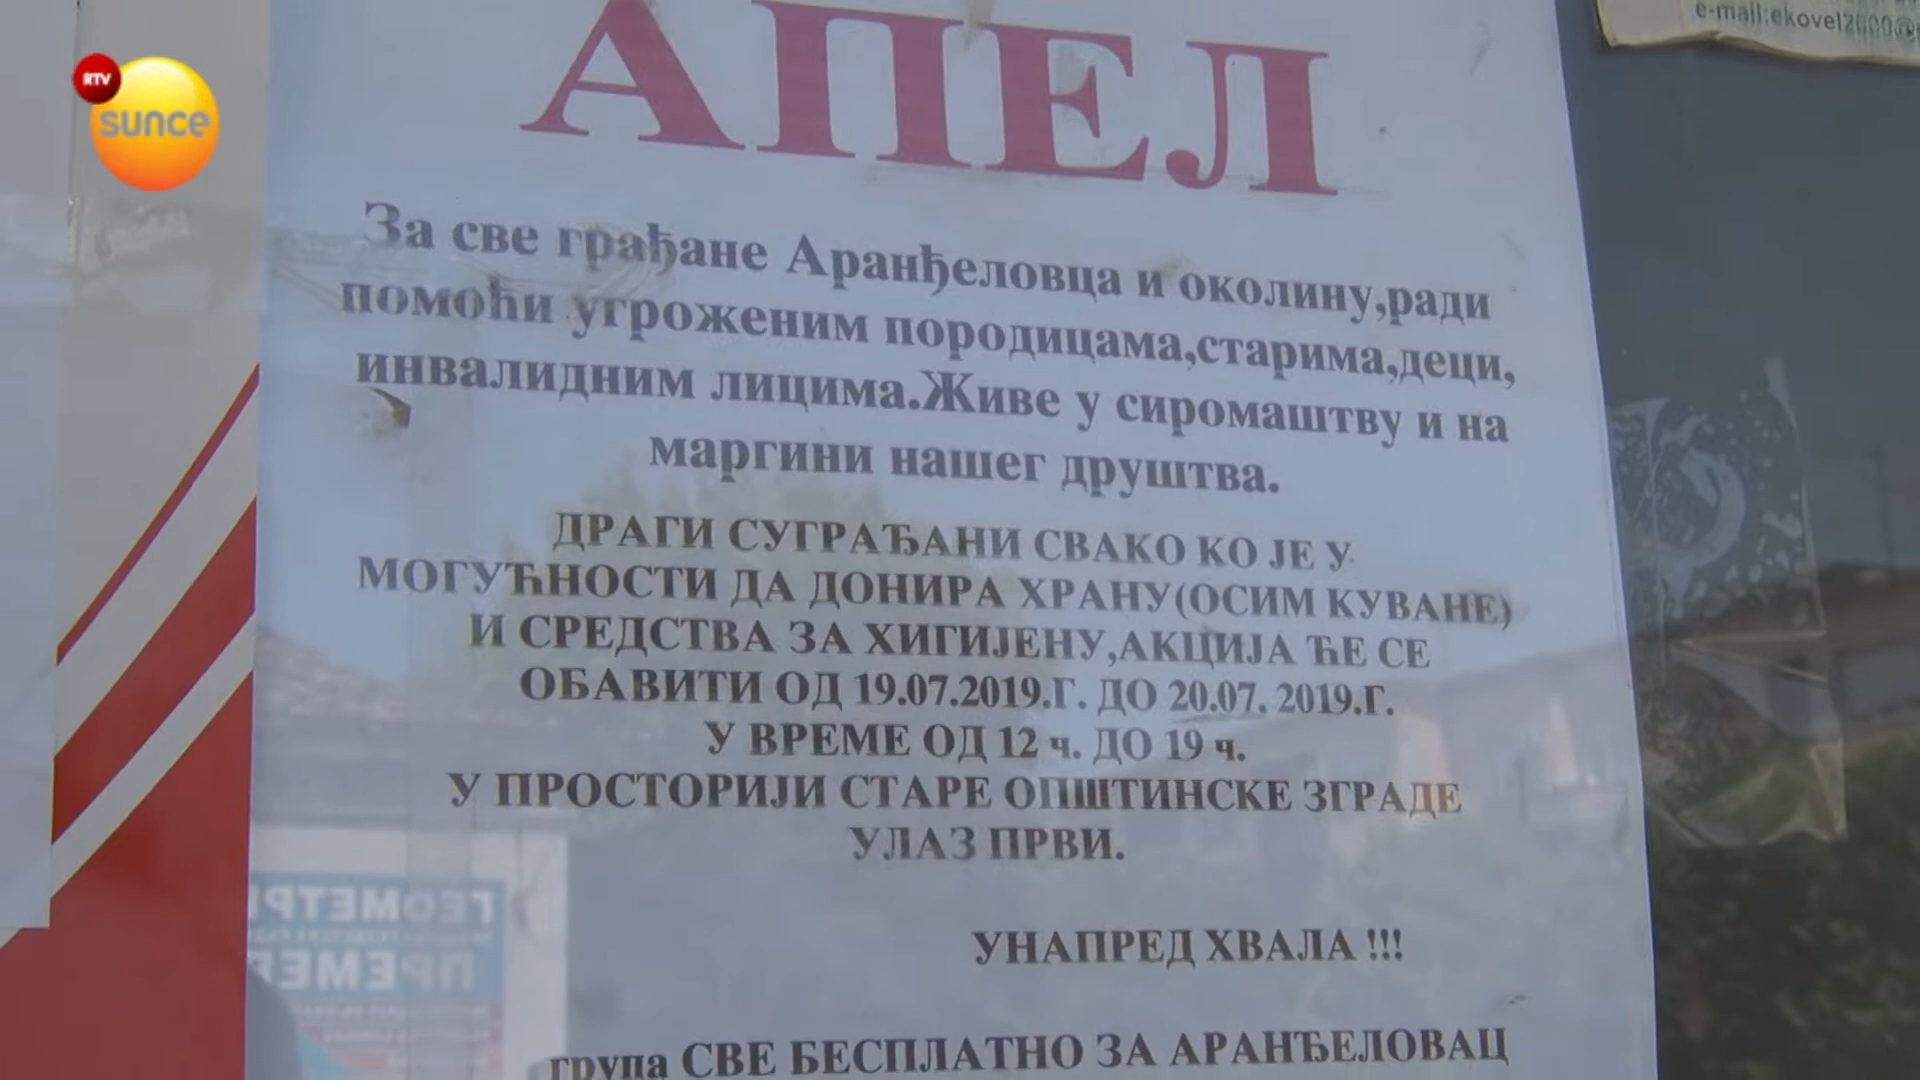 RTV
sunce
e-mail:ekovel2000@
АПЕЛ
За све грађане Аранђеловца и околину,ради
помоћи угроженим породицама,старима,деци,
инвалидним лицима.Живе у сиромаштву и на
маргини нашег друштва.
ДРАГИ СУГРАЂАНИ СВАКО КО ЈЕ У
МОГУЋНОСТИ ДА ДОНИРА ХРАНУ(ОСИМ КУВАНЕ)
И СРЕДСТВА ЗА ХИГИЈЕНУ,АКЦИЈА ЋЕ СЕ
ОБАВИТИ ОД 19.07.2019.Г. ДО 20.07. 2019.Г.
У ВРЕМЕ ОД 12 ч. ДО 19 ч.
У ПРОСТОРИЈИ СТАРЕ ОПШТИНСКЕ ЗГРАДЕ
УЛАЗ ПРВИ.
УНАПРЕД ХВАЛА !!!
група СВЕ БЕСПЛАТНО ЗА АРАНЂЕЛОВАЦ